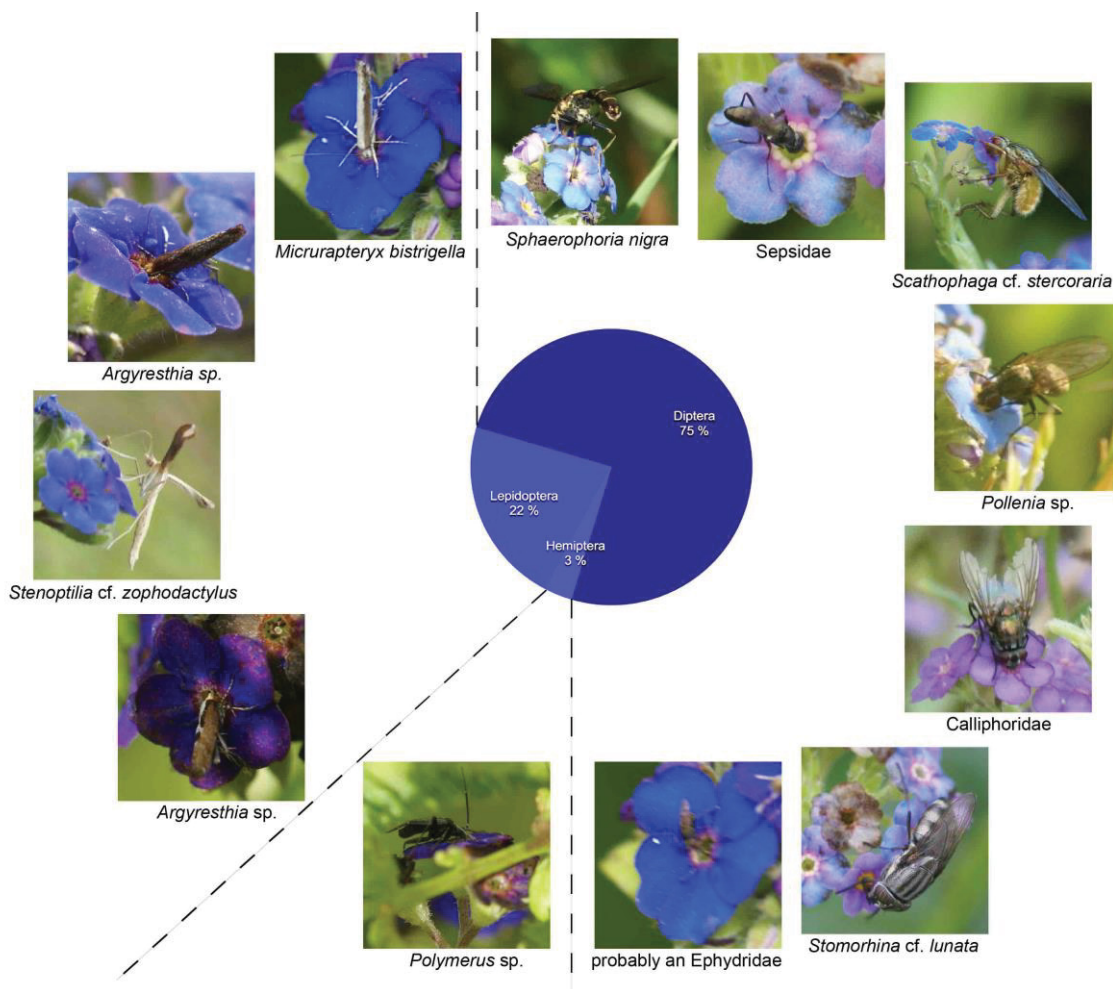 Micrurapteryx bistrigella
Sphaerophoria nigra
Sepsidae
Scathophaga cf. stercoraria
Argyresthia sp.
Pollenia sp.
Diptera
75 %
Lepidoptera
22 %
Hemiptera
3 %
Stenoptilia cf. zophodactylus
Calliphoridae
Argyresthia sp.
Stomorhina cf. lunata
Polymerus sp.
probably an Ephydridae